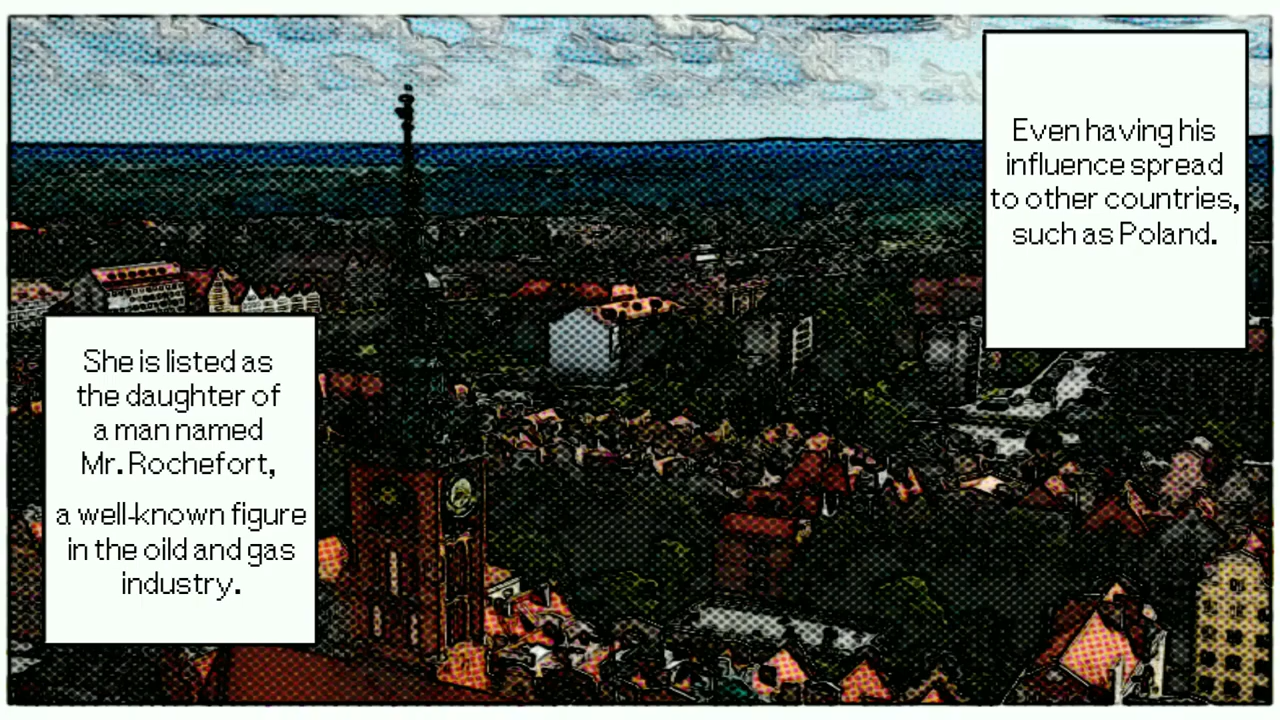 She is listed as
the daughter of
a man named
Mr. Rochefort,
a well-known figure
in the oild and gas
industry.
Even having his
influence spread
to other countries,
such as Poland.